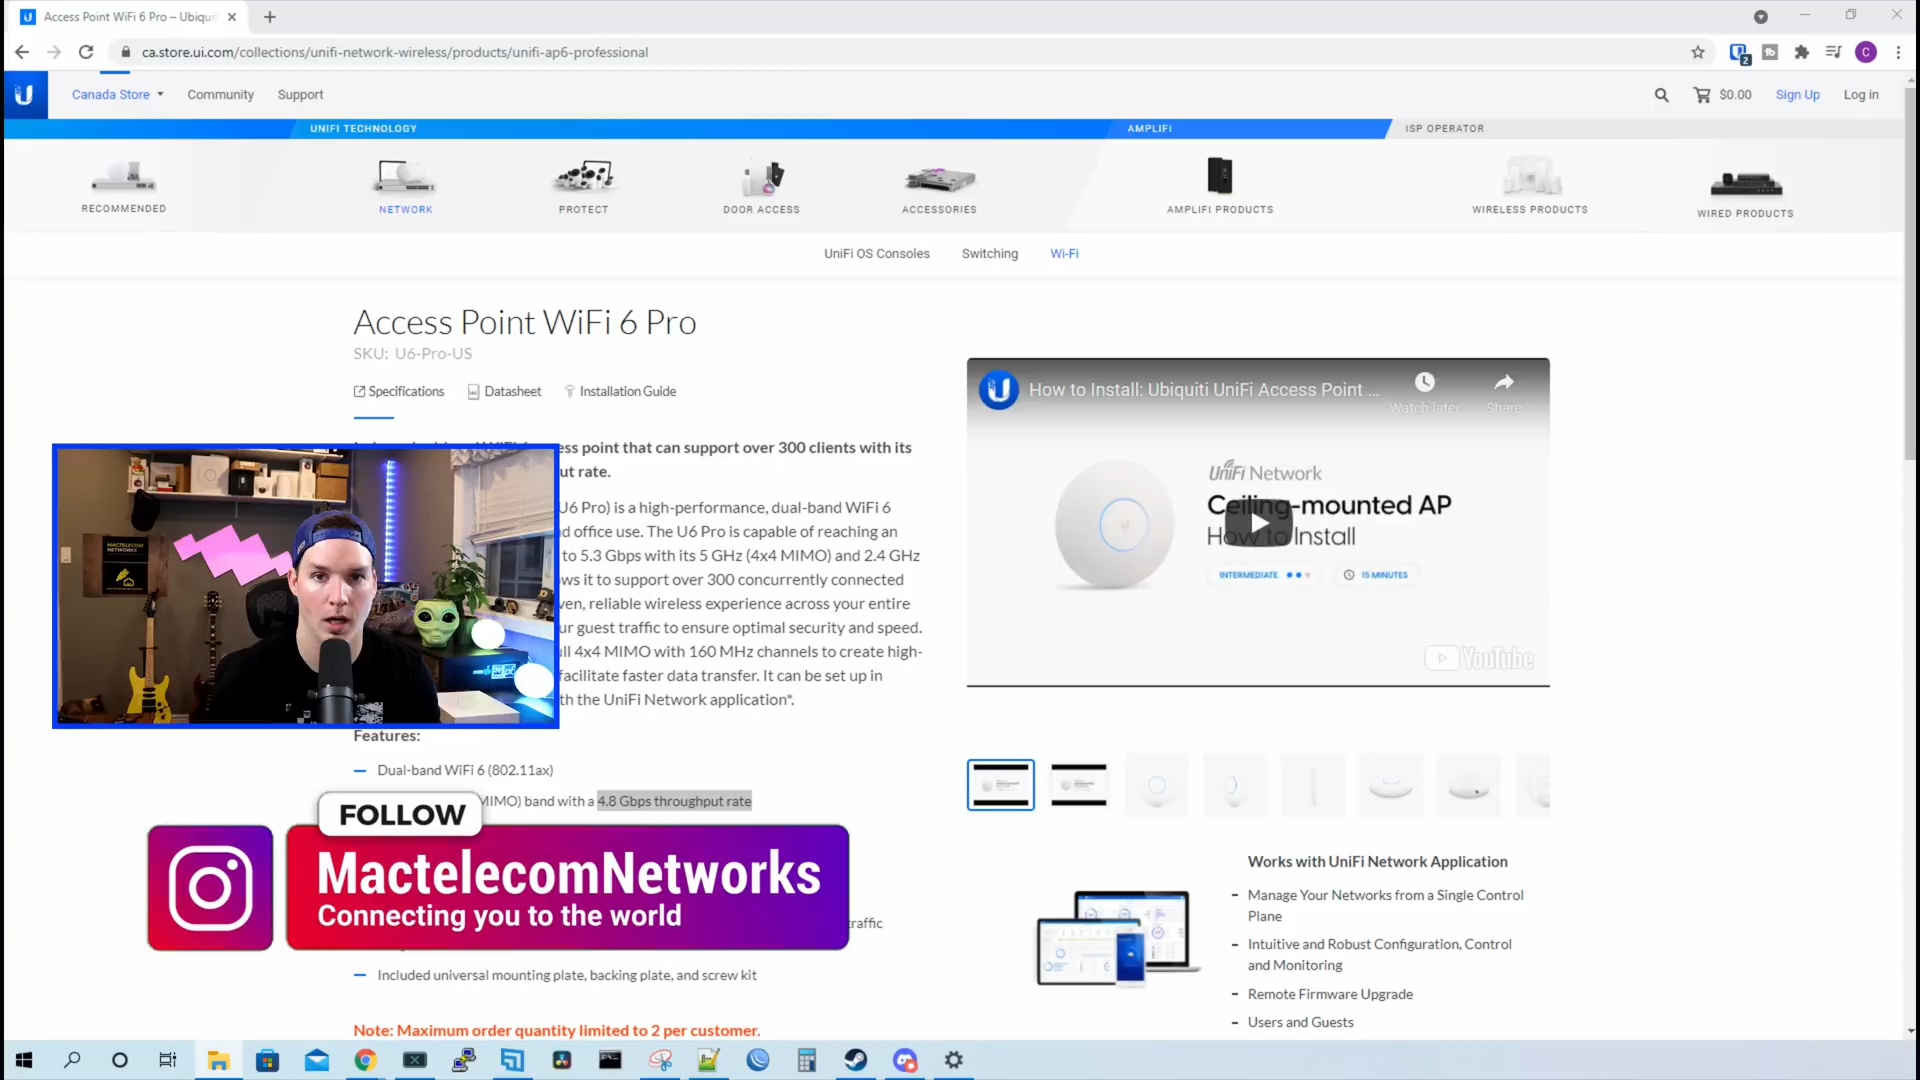 Access Point WiFi 6 Pro – Ubiqui
ca.store.ui.com/collections/unifi-network-wireless/products/unifi-ap6-professional
2
C
Canada Store
Community
Support
$0.00
Sign Up
Log in
UNIFI TECHNOLOGY
AMPLIFI
ISP OPERATOR
RECOMMENDED
NETWORK
PROTECT
DOOR ACCESS
ACCESSORIES
AMPLIFI PRODUCTS
WIRELESS PRODUCTS
WIRED PRODUCTS
UniFi OS Consoles
Switching
Wi-Fi
Access Point WiFi 6 Pro
SKU: U6-Pro-US
Specifications
Datasheet
Installation Guide
ess point that can support over 300 clients with its
ut rate.
U6 Pro) is a high-performance, dual-band WiFi 6
d office use. The U6 Pro is capable of reaching an
to 5.3 Gbps with its 5 GHz (4x4 MIMO) and 2.4 GHz
ws it to support over 300 concurrently connected
ven, reliable wireless experience across your entire
ur guest traffic to ensure optimal security and speed.
ll 4x4 MIMO with 160 MHz channels to create high-
facilitate faster data transfer. It can be set up in
th the UniFi Network application*.
MACTELECOM
NETWORKS
Features:
Dual-band WiFi 6 (802.11ax)
MIMO) band with a 4.8 Gbps throughput rate
FOLLOW
MactelecomNetworks
Connecting you to the world
traffic
Included universal mounting plate, backing plate, and screw kit
Note: Maximum order quantity limited to 2 per customer.
How to Install: Ubiquiti UniFi Access Point ...
Watch later
Share
UniFi Network
Ceiling-mounted AP
How to Install
INTERMEDIATE
15 MINUTES
YouTube
Works with UniFi Network Application
- Manage Your Networks from a Single Control
Plane
- Intuitive and Robust Configuration, Control
and Monitoring
- Remote Firmware Upgrade
- Users and Guests